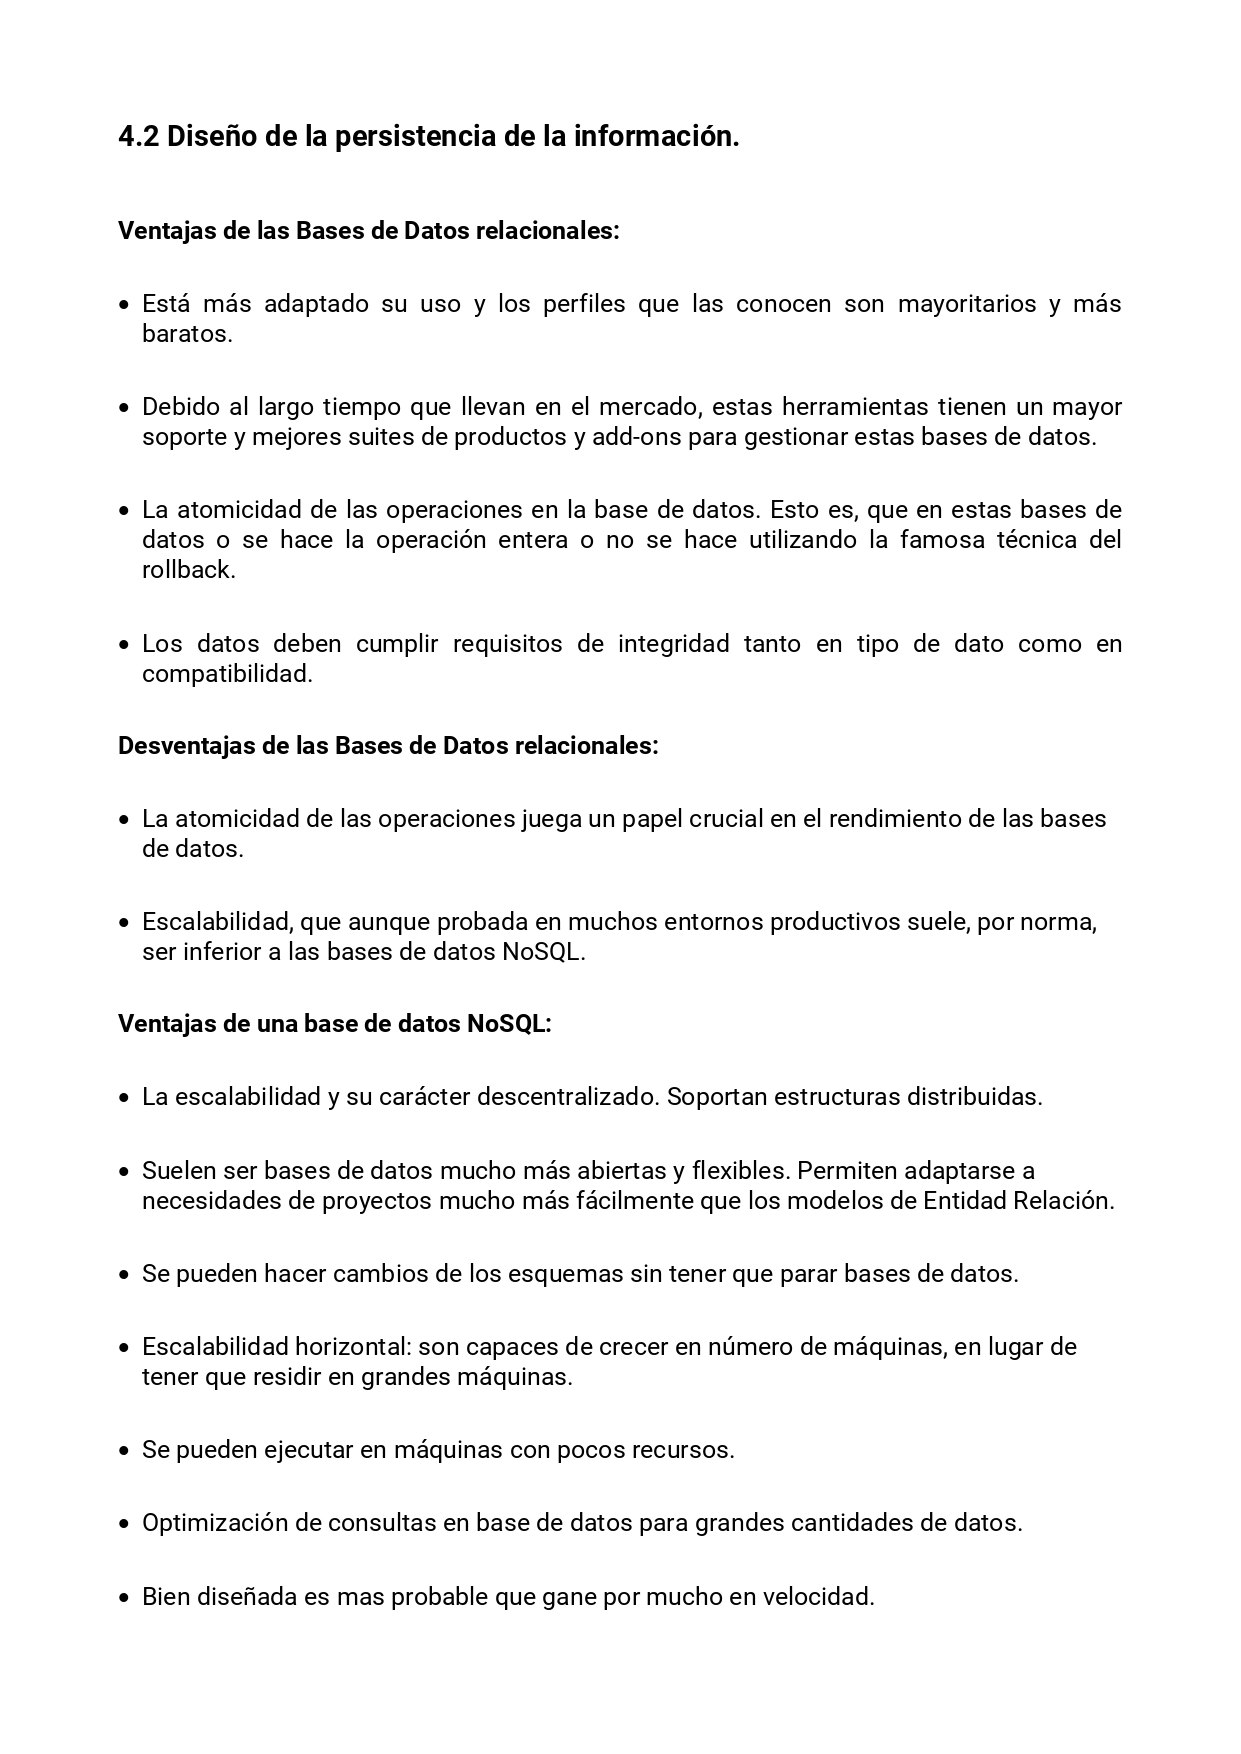 4.2 Diseño de la persistencia de la información.
Ventajas de las Bases de Datos relacionales:
• Está más adaptado su uso y los perfiles que las conocen son mayoritarios y más
baratos.
• Debido al largo tiempo que llevan en el mercado, estas herramientas tienen un mayor
soporte y mejores suites de productos y add-ons para gestionar estas bases de datos.
• La atomicidad de las operaciones en la base de datos. Esto es, que en estas bases de
datos o se hace la operación entera o no se hace utilizando la famosa técnica del
rollback.
• Los datos deben cumplir requisitos de integridad tanto en tipo de dato como en
compatibilidad.
Desventajas de las Bases de Datos relacionales:
• La atomicidad de las operaciones juega un papel crucial en el rendimiento de las bases
de datos.
• Escalabilidad, que aunque probada en muchos entornos productivos suele, por norma,
ser inferior a las bases de datos NoSQL.
Ventajas de una base de datos NoSQL:
• La escalabilidad y su carácter descentralizado. Soportan estructuras distribuidas.
• Suelen ser bases de datos mucho más abiertas y flexibles. Permiten adaptarse a
necesidades de proyectos mucho más fácilmente que los modelos de Entidad Relación.
• Se pueden hacer cambios de los esquemas sin tener que parar bases de datos.
• Escalabilidad horizontal: son capaces de crecer en número de máquinas, en lugar de
tener que residir en grandes máquinas.
• Se pueden ejecutar en máquinas con pocos recursos.
• Optimización de consultas en base de datos para grandes cantidades de datos.
• Bien diseñada es mas probable que gane por mucho en velocidad.